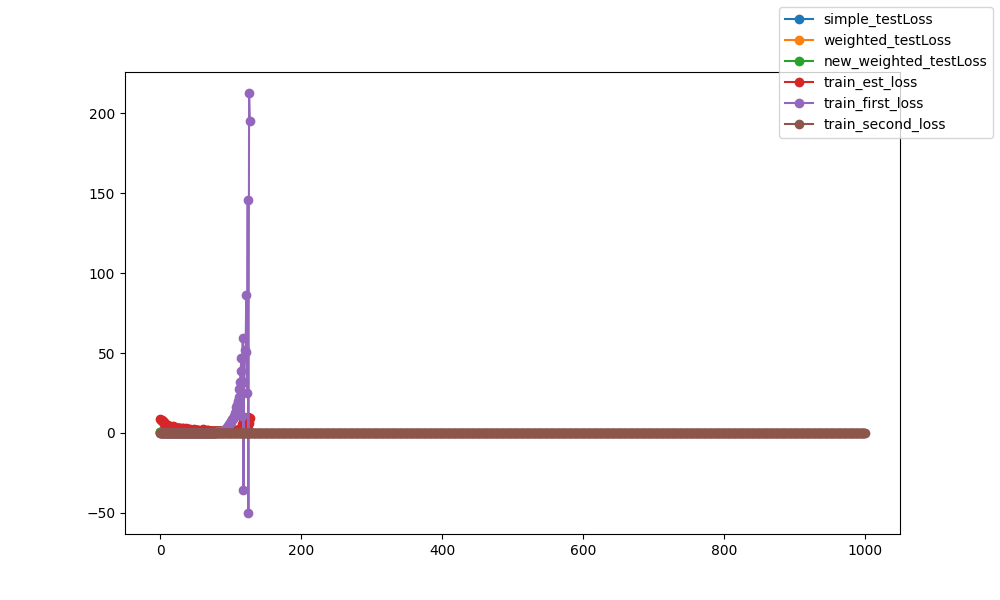 simple_testLoss
weighted_testLoss
new_weighted_testLoss
train_est_loss
train_first_loss
train_second_loss
200
150
100
50
0
−50
0 200 400 600 800 1000